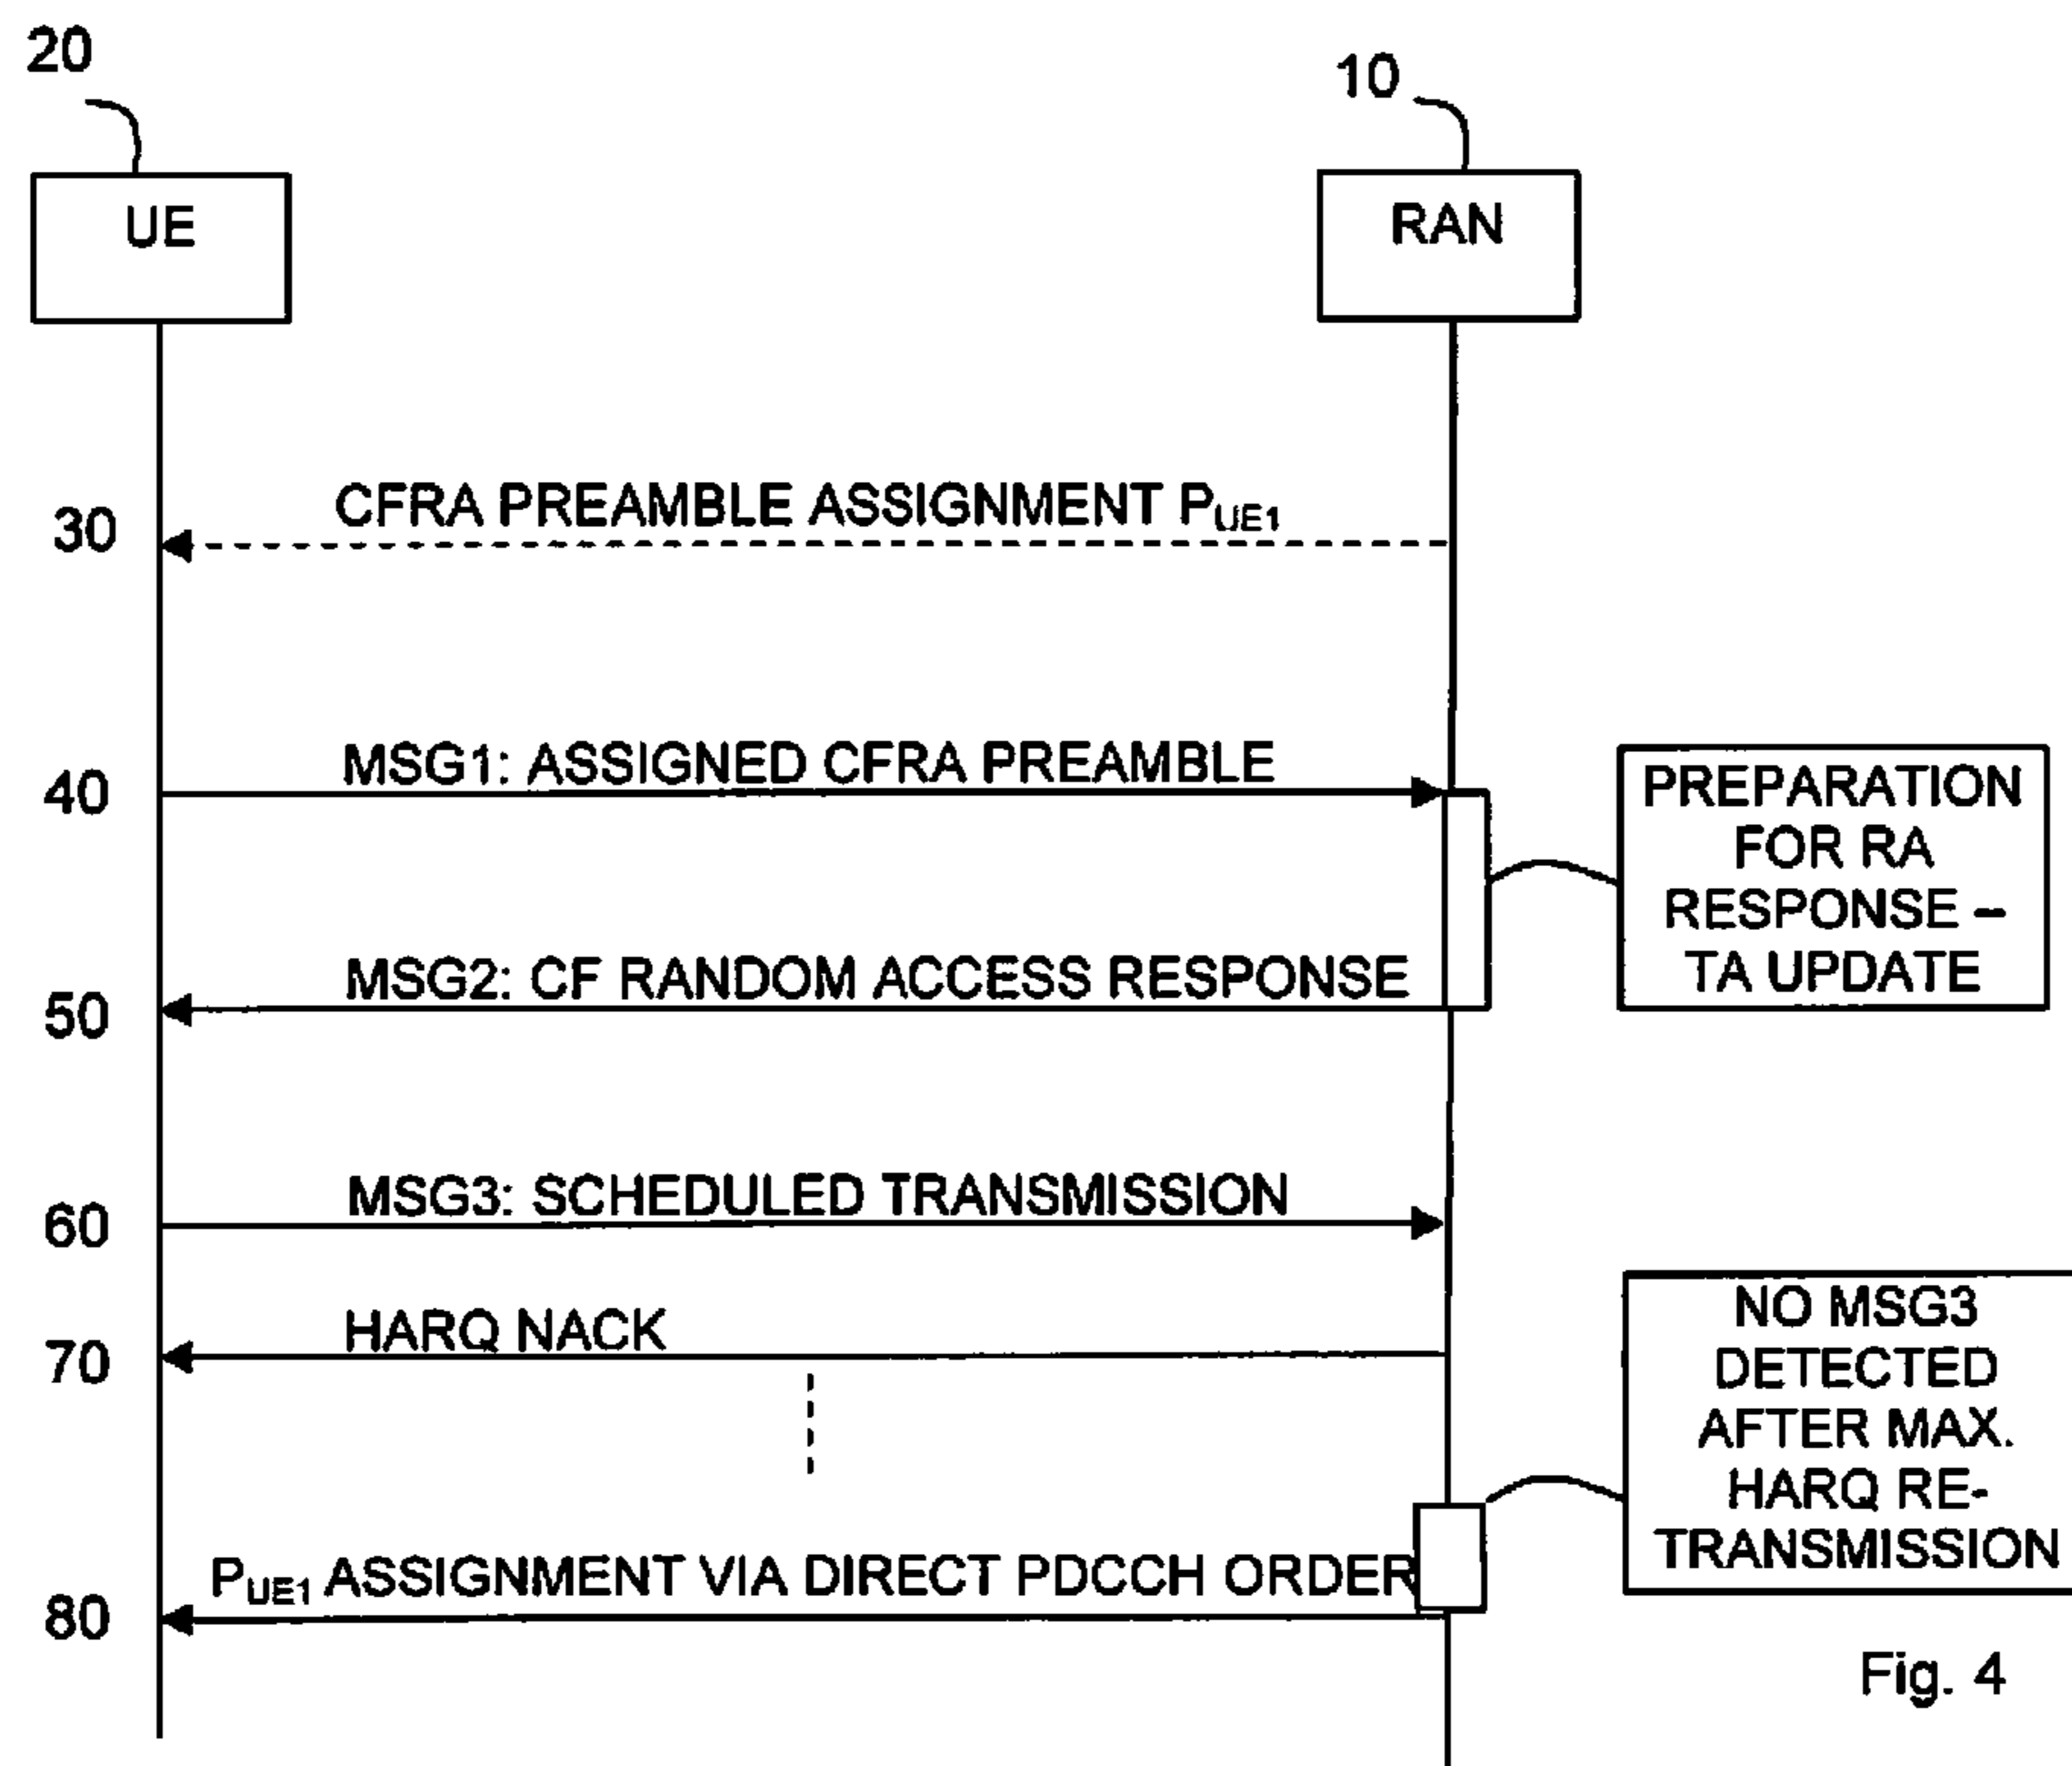 20
10
UE
RAN
30
CFRA PREAMBLE ASSIGNMENT PUE1
40
MSG1: ASSIGNED CFRA PREAMBLE
PREPARATION
FOR RA
RESPONSE –
TA UPDATE
50
MSG2: CF RANDOM ACCESS RESPONSE
60
MSG3: SCHEDULED TRANSMISSION
70
HARQ NACK
NO MSG3
DETECTED
AFTER MAX.
HARQ RE-
TRANSMISSION
80
PUE1 ASSIGNMENT VIA DIRECT PDCCH ORDER
Fig. 4